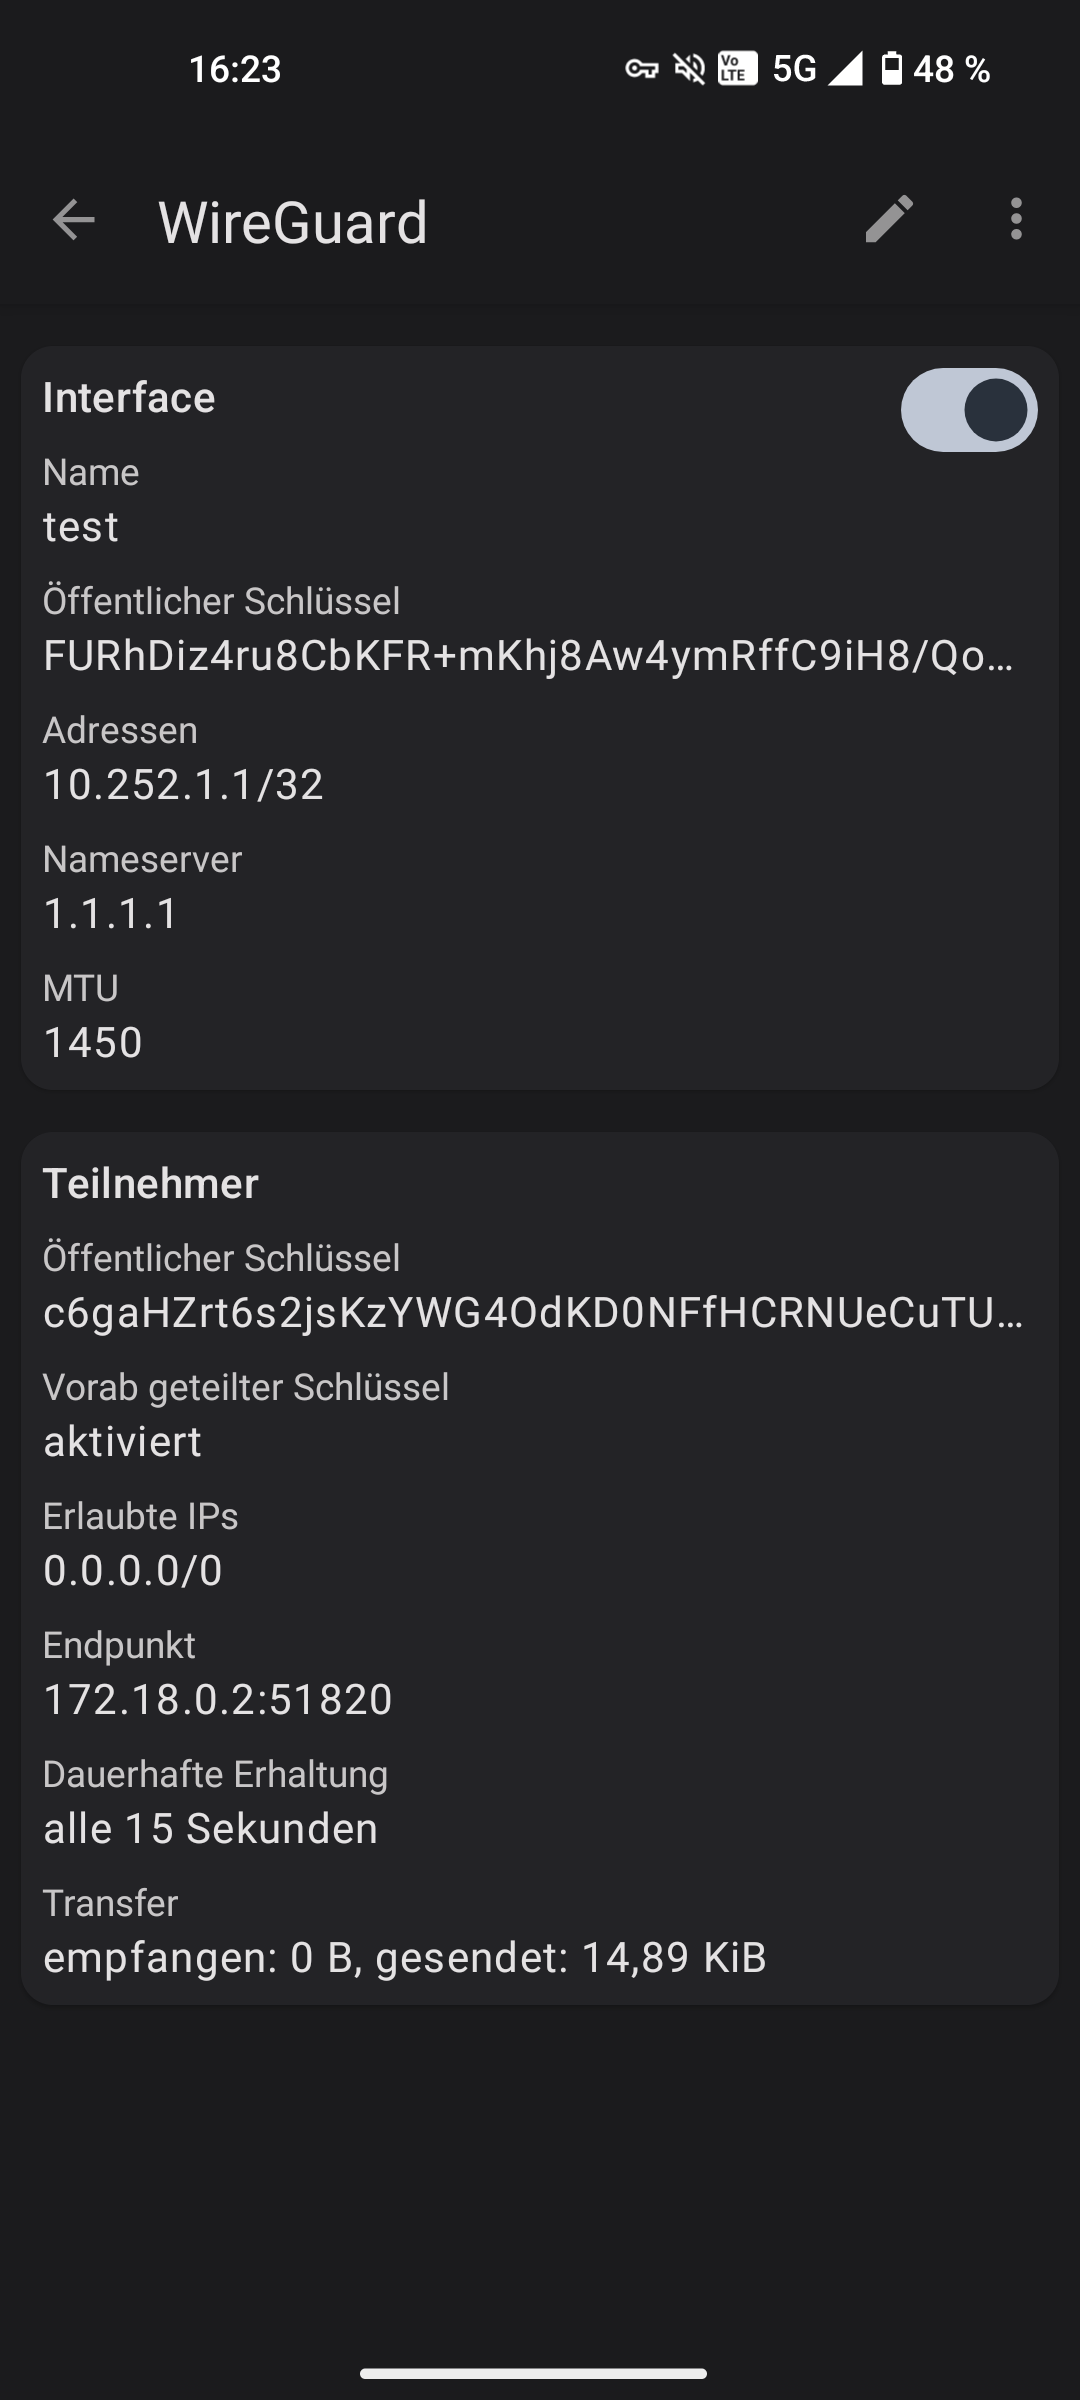 16:23
Vo
LTE
5G
48 %
WireGuard
Interface
Name
test
Öffentlicher Schlüssel
FURhDiz4ru8CbKFR+mKhj8Aw4ymRffC9iH8/Qo…
Adressen
10.252.1.1/32
Nameserver
1.1.1.1
MTU
1450
Teilnehmer
Öffentlicher Schlüssel
c6gaHZrt6s2jsKzYWG4OdKD0NFfHCRNUeCuTU…
Vorab geteilter Schlüssel
aktiviert
Erlaubte IPs
0.0.0.0/0
Endpunkt
172.18.0.2:51820
Dauerhafte Erhaltung
alle 15 Sekunden
Transfer
empfangen: 0 B, gesendet: 14,89 KiB